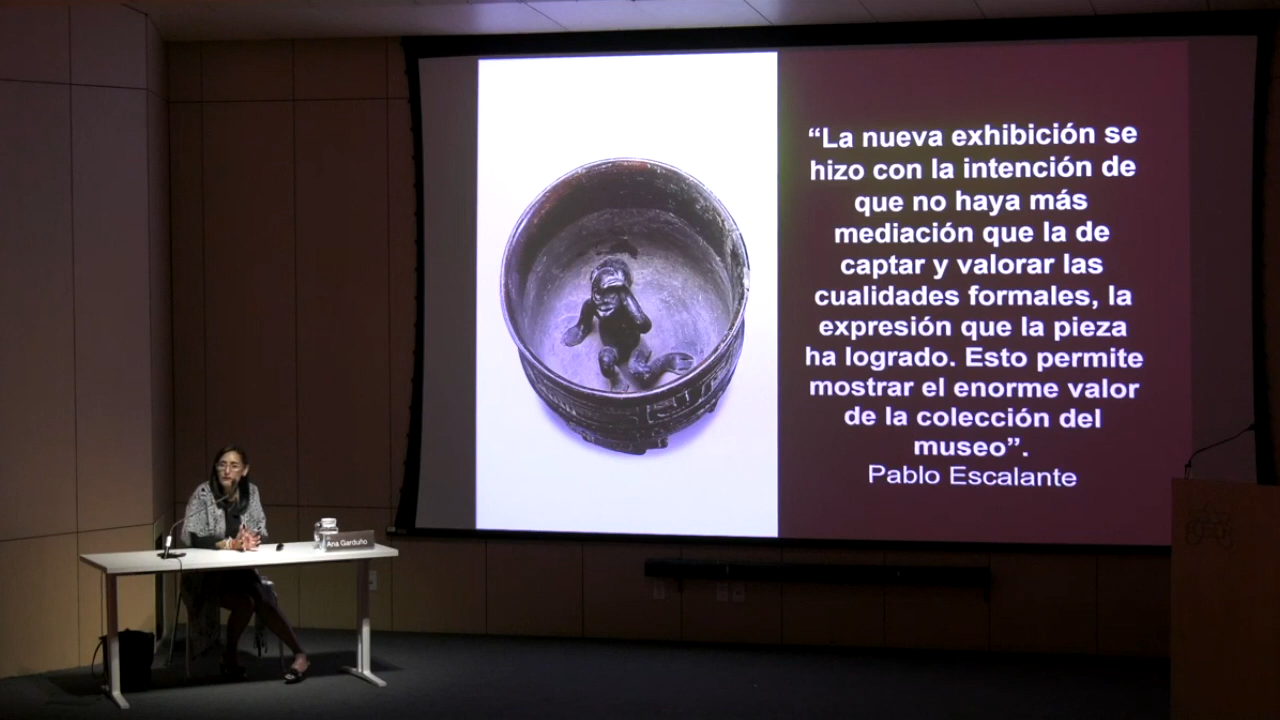 “La nueva exhibición se
hizo con la intención de
que no haya más
mediación que la de
captar y valorar las
cualidades formales, la
expresión que la pieza
ha logrado. Esto permite
mostrar el enorme valor
de la colección del
museo”.
Pablo Escalante
Ana Garduño